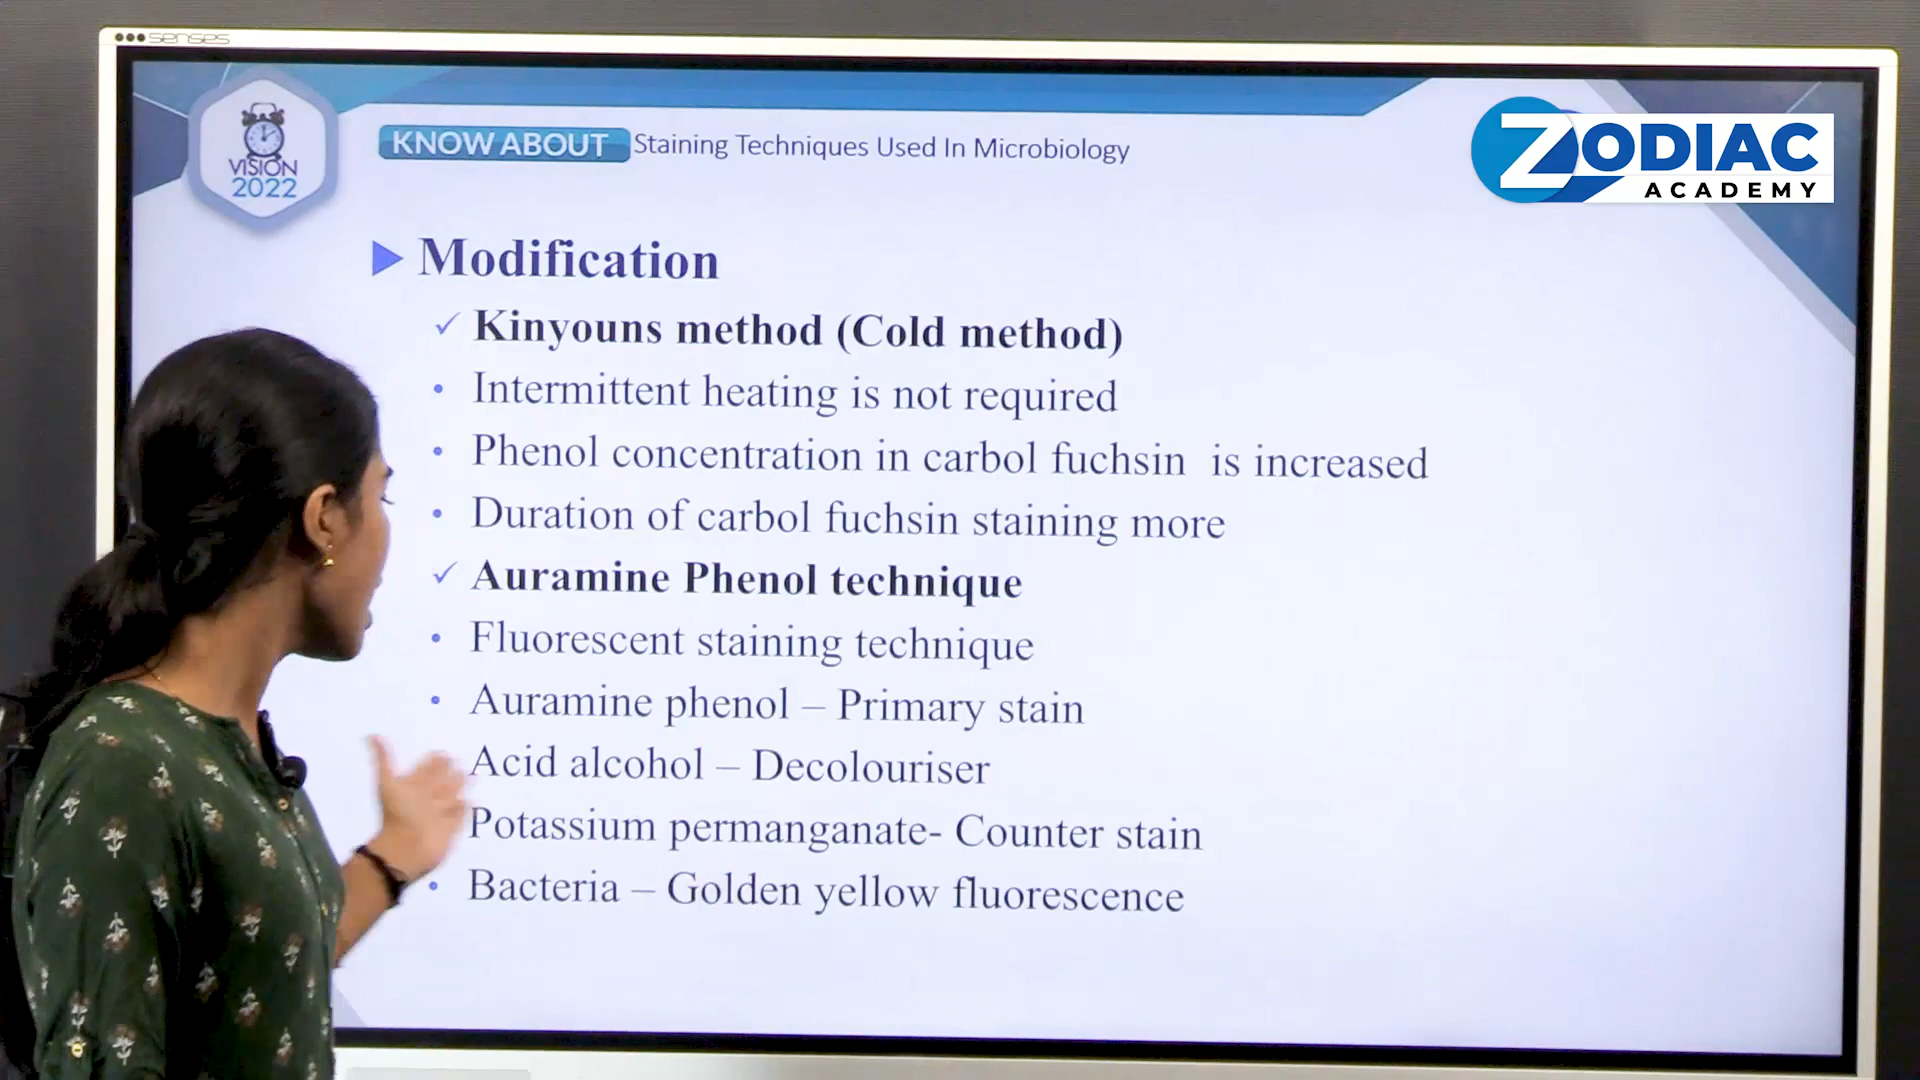 senses
VISION
2022
KNOW ABOUT Staining Techniques Used In Microbiology
ZODIAC
ACADEMY
Modification
✓ Kinyouns method (Cold method)
• Intermittent heating is not required
• Phenol concentration in carbol fuchsin is increased
• Duration of carbol fuchsin staining more
✓ Auramine Phenol technique
• Fluorescent staining technique
• Auramine phenol – Primary stain
Acid alcohol – Decolouriser
Potassium permanganate- Counter stain
• Bacteria – Golden yellow fluorescence